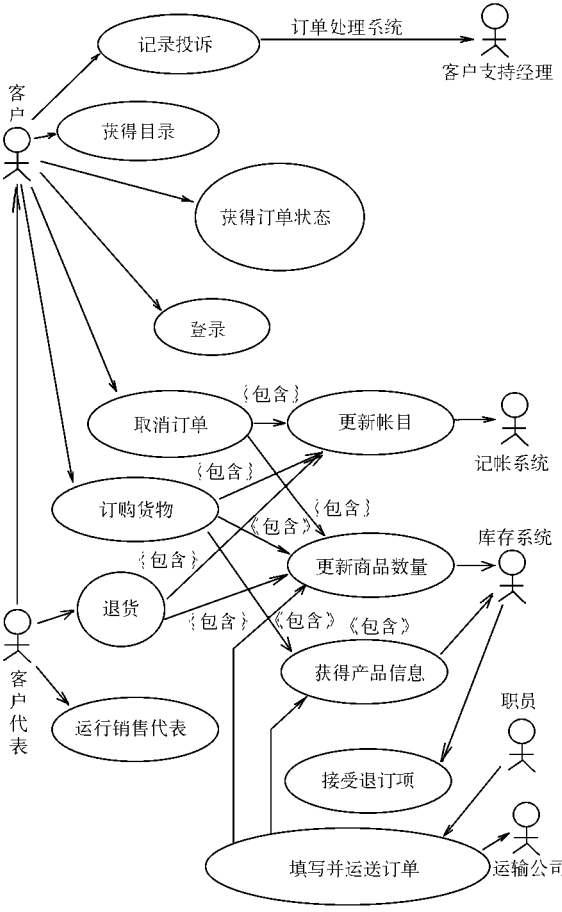 订单处理系统
记录投诉
客户支持经理
客户
获得目录
获得订单状态
登录
{包含}
取消订单
更新帐目
记帐系统
{包含}
订购货物
{包含}
《包含》
库存系统
{包含}
更新商品数量
退货
{包含}
《包含》
《包含》
获得产品信息
客户代表
职员
运行销售代表
接受退订项
填写并运送订单
运输公司